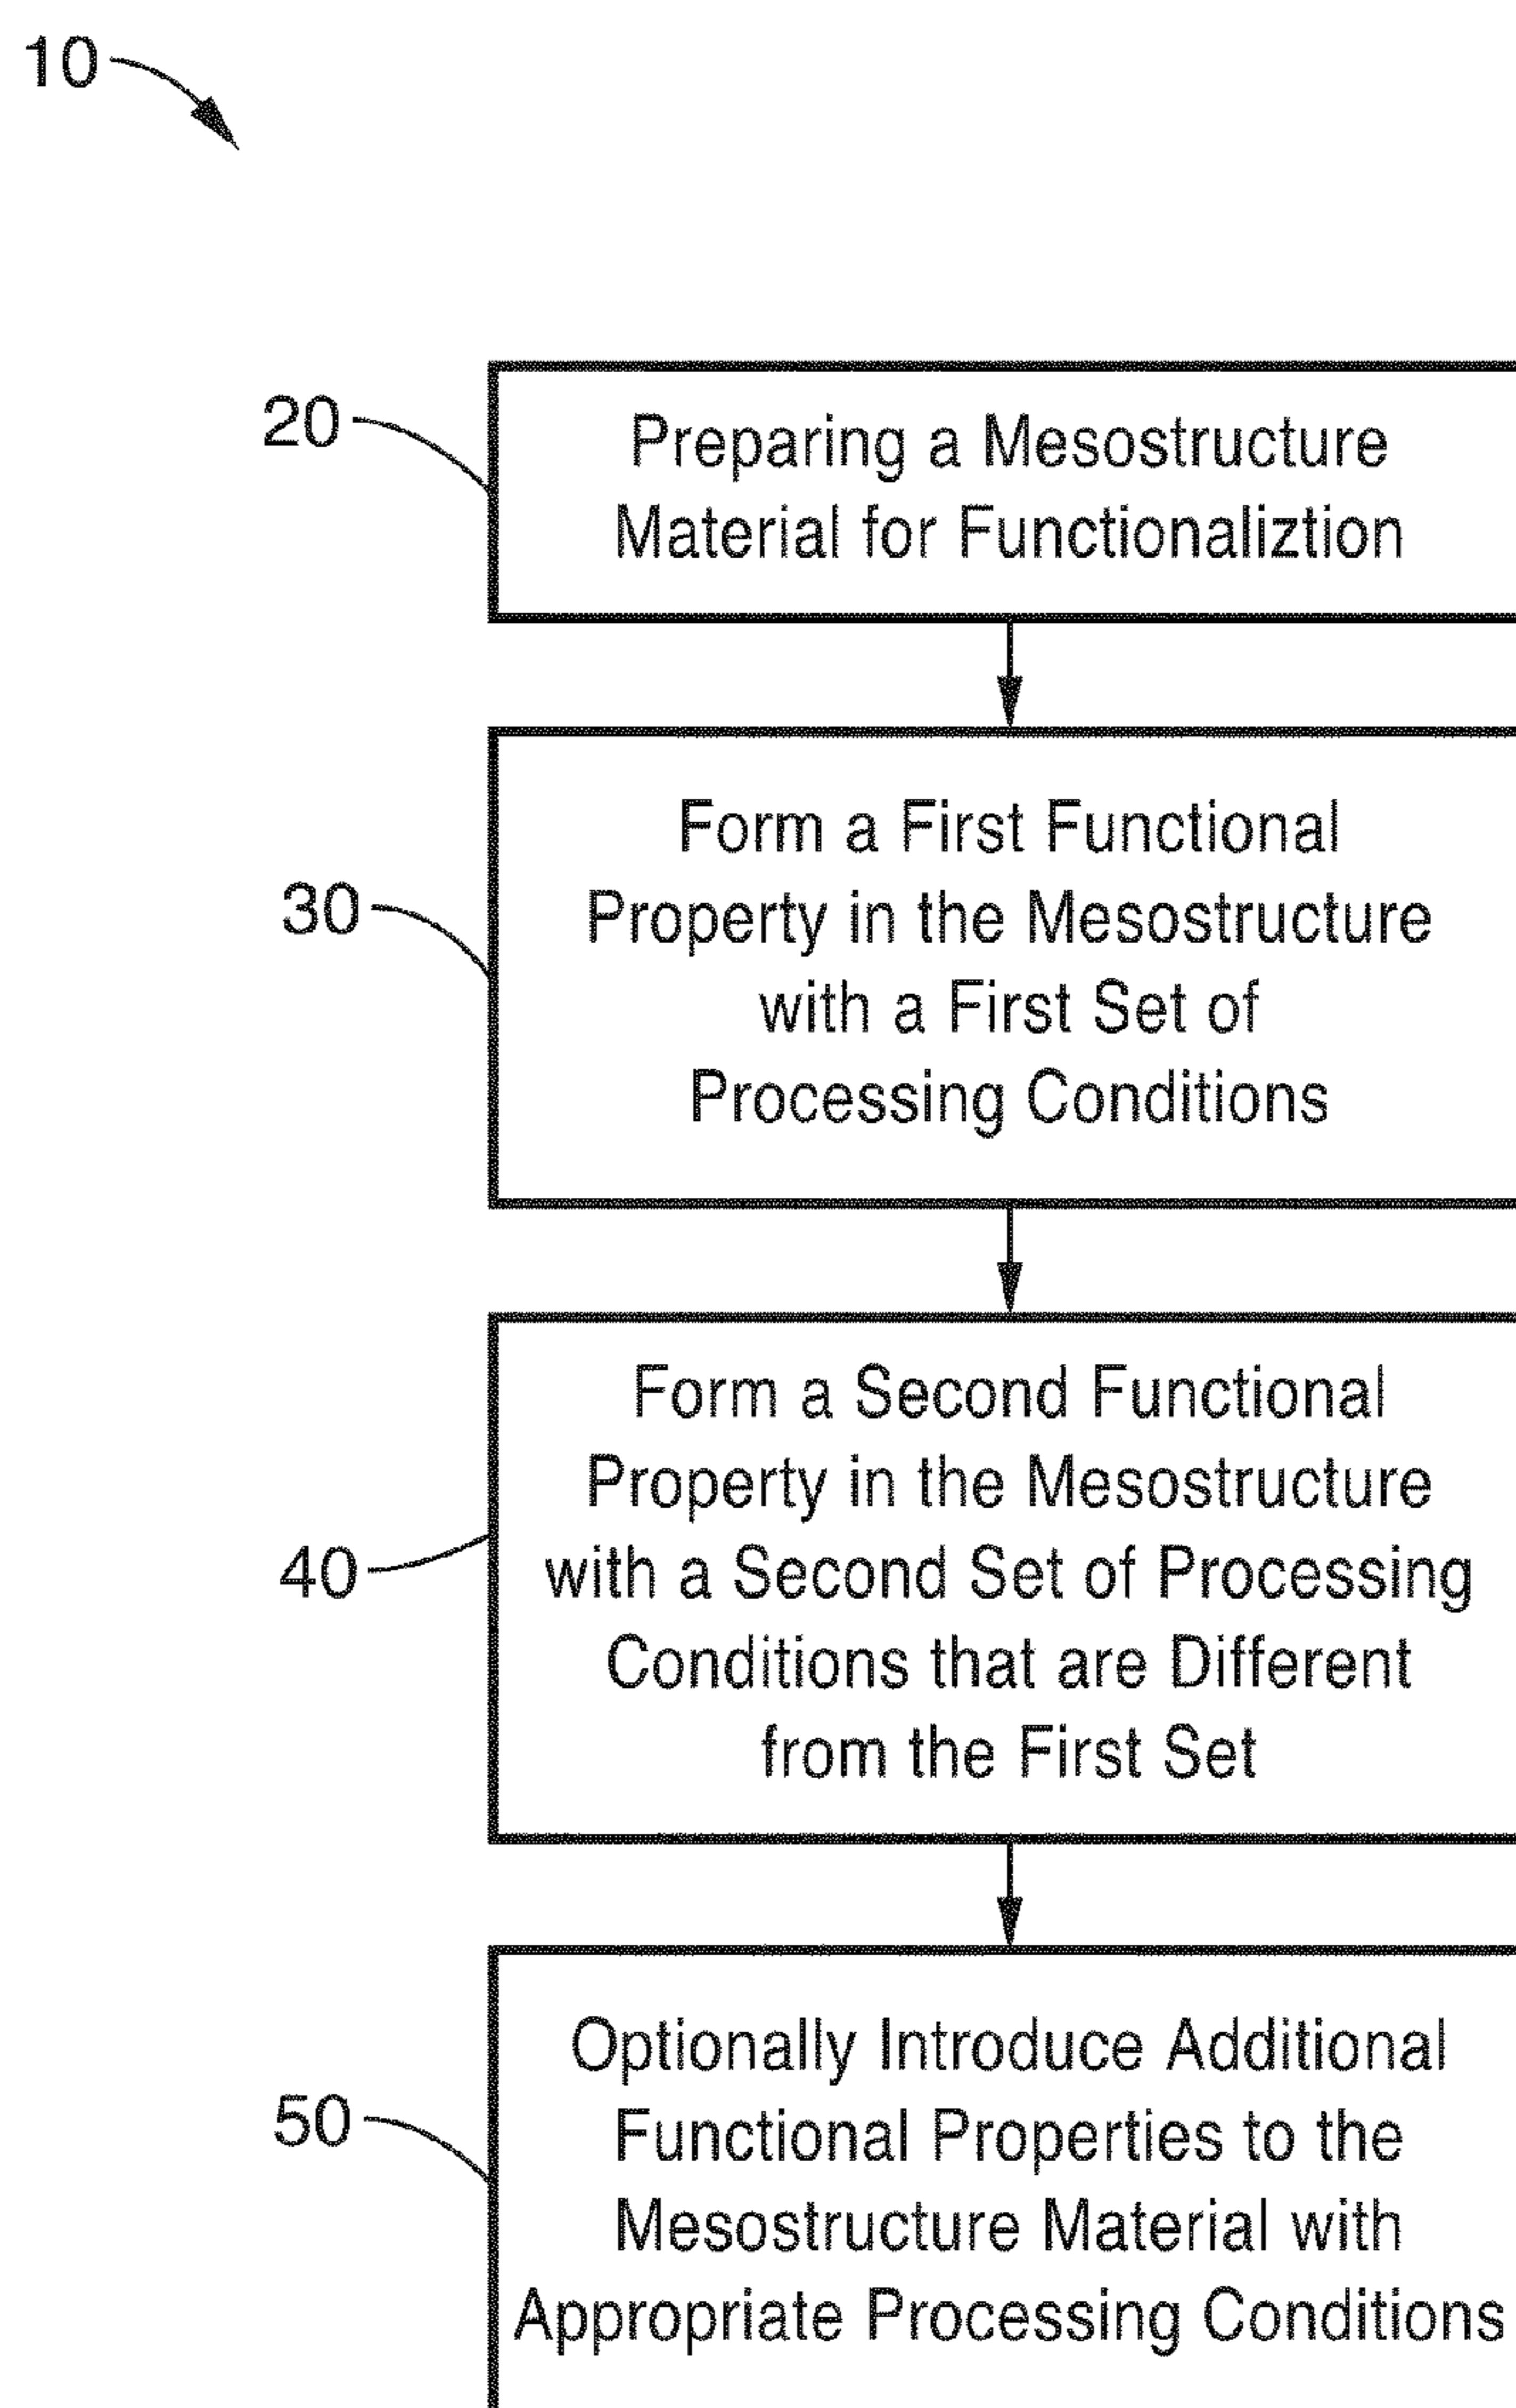 10
20
Preparing a Mesostructure
Material for Functionaliztion
30
Form a First Functional
Property in the Mesostructure
with a First Set of
Processing Conditions
40
Form a Second Functional
Property in the Mesostructure
with a Second Set of Processing
Conditions that are Different
from the First Set
50
Optionally Introduce Additional
Functional Properties to the
Mesostructure Material with
Appropriate Processing Conditions